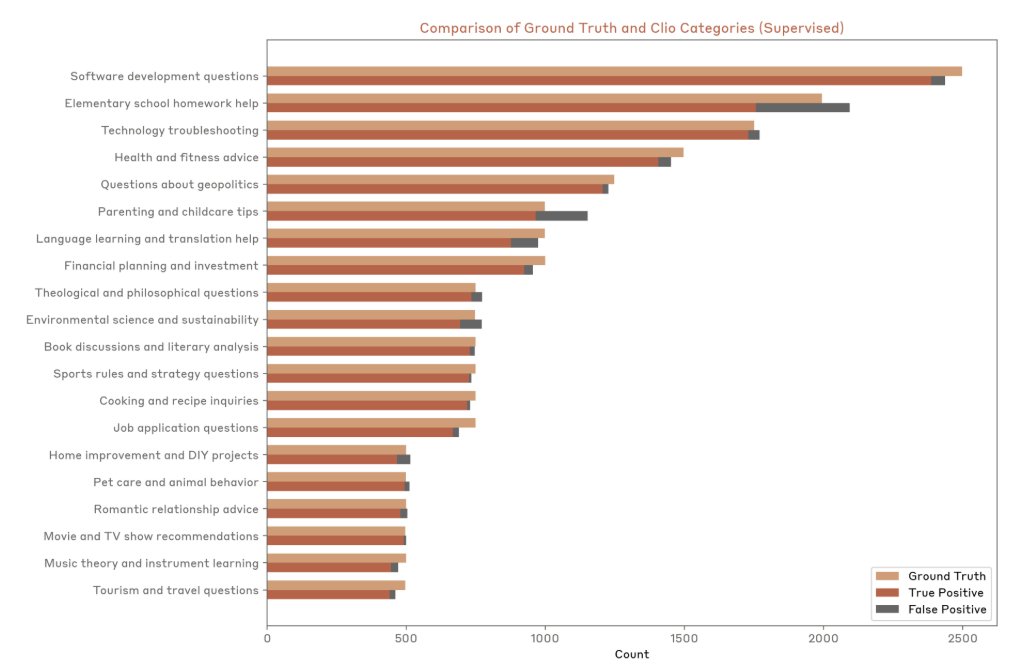 Comparison of Ground Truth and Clio Categories (Supervised)
Software development questions
Elementary school homework help
Technology troubleshooting
Health and fitness advice
Questions about geopolitics
Parenting and childcare tips
Language learning and translation help
Financial planning and investment
Theological and philosophical questions
Environmental science and sustainability
Book discussions and literary analysis
Sports rules and strategy questions
Cooking and recipe inquiries
Job application questions
Home improvement and DIY projects
Pet care and animal behavior
Romantic relationship advice
Movie and TV show recommendations
Music theory and instrument learning
Tourism and travel questions
Ground Truth
True Positive
False Positive
0 500 1000 1500 2000 2500
Count